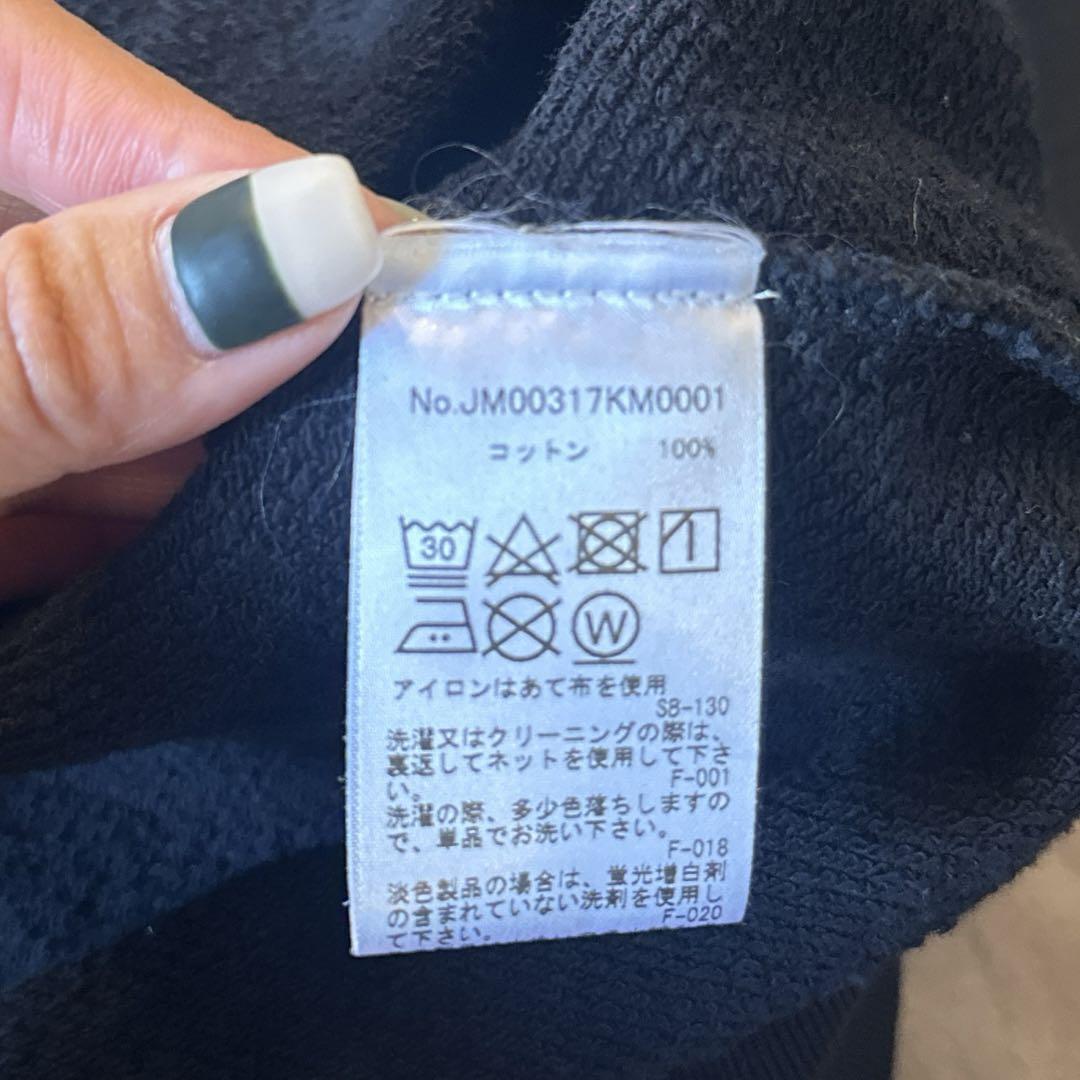 No.JM00317KM0001
コットン 100%
30
W
アイロンはあて布を使用
SB-130
洗濯又はクリーニングの際は、
裏返してネットを使用して下さ
い。 F-001
洗濯の際、多少色落ちしますの
で、単品でお洗い下さい。
F-018
淡色製品の場合は、蛍光増白剤
の含まれていない洗剤を使用し
て下さい。 F-020